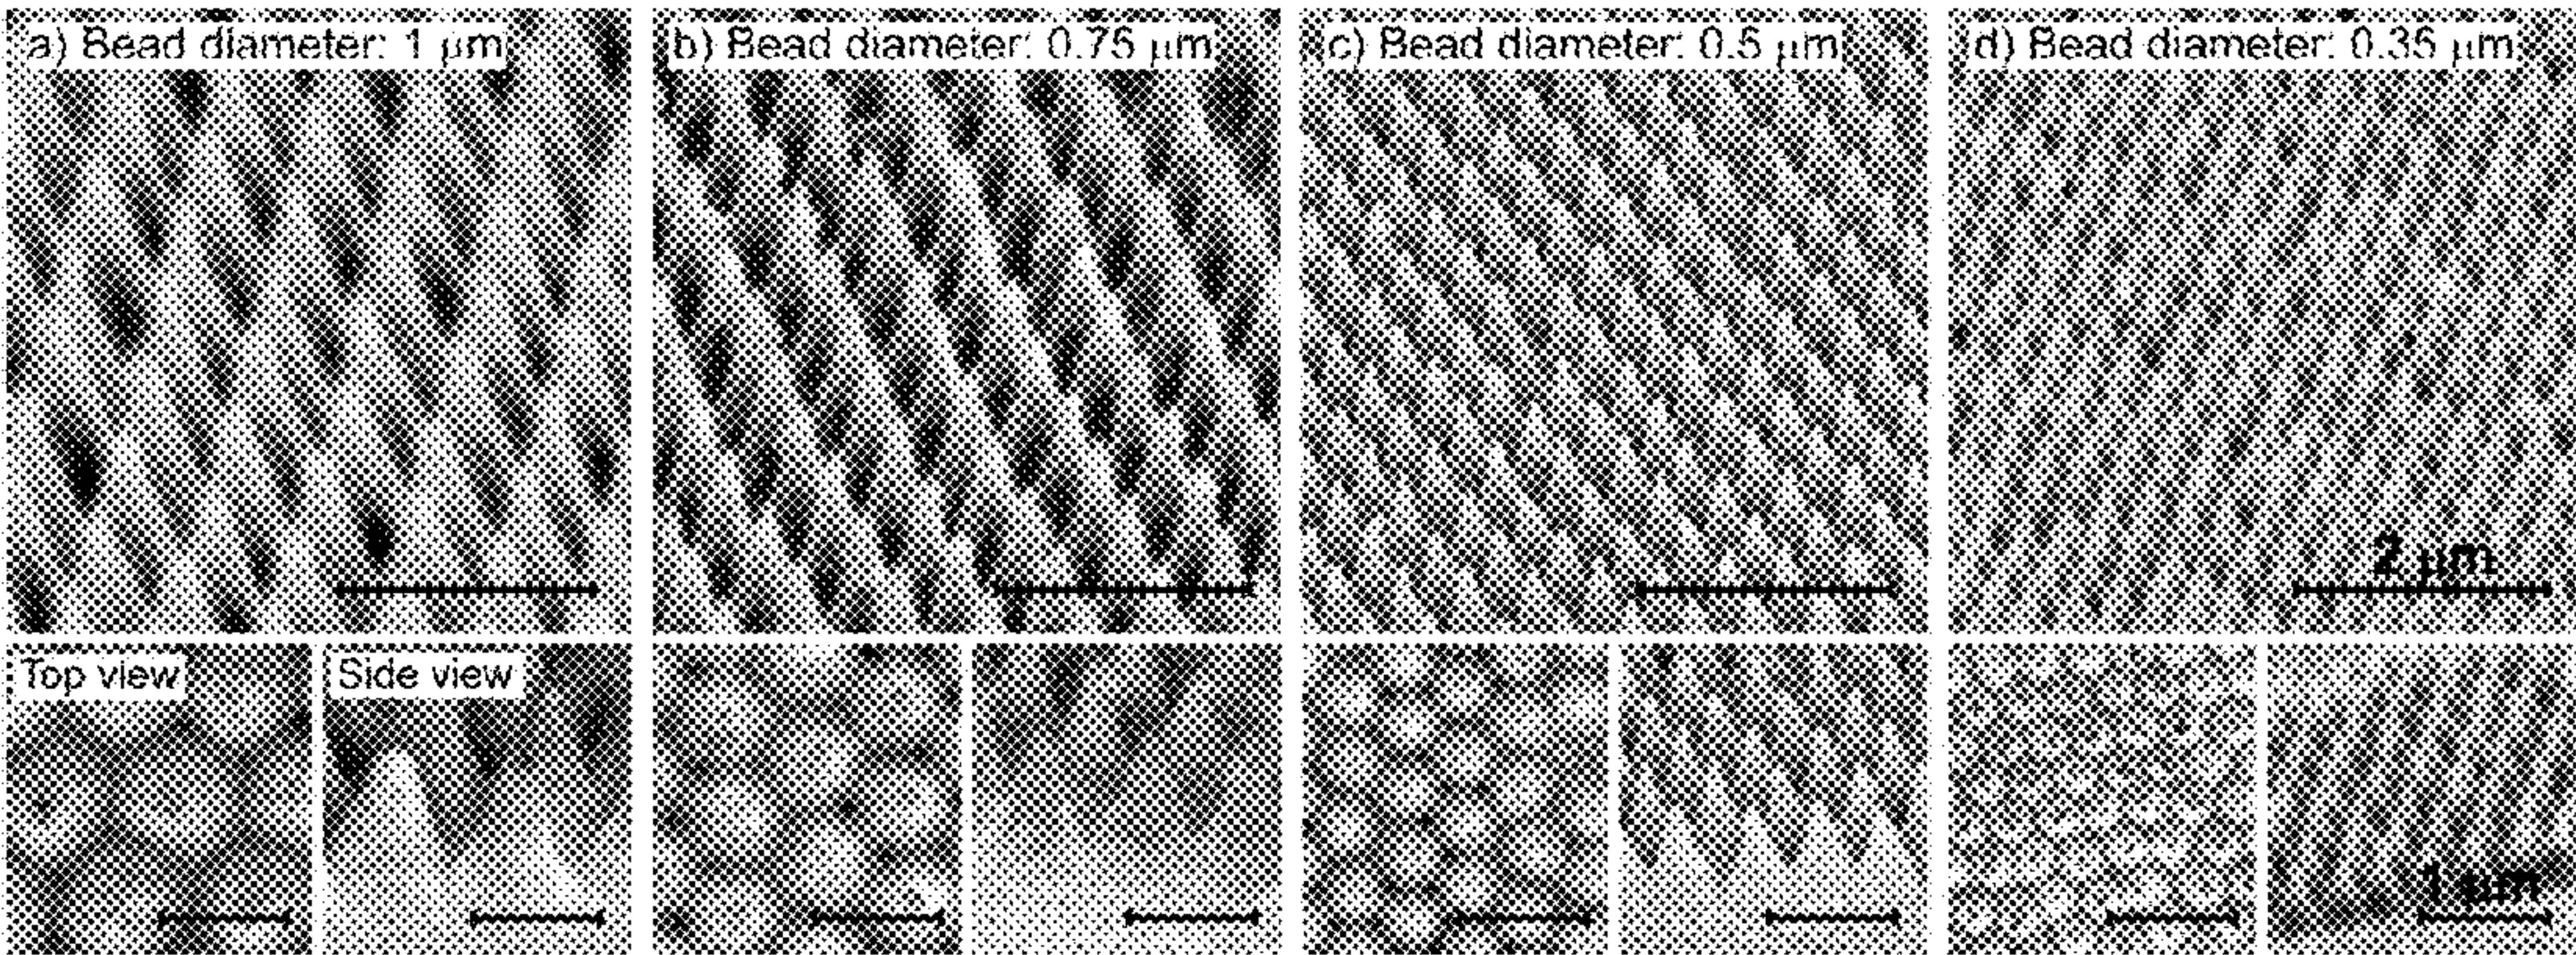 a) Bead diameter: 1 μm
b) Bead diameter: 0.75 μm
c) Bead diameter: 0.5 μm
d) Bead diameter: 0.35 μm
2 μm
Top view
Side view
1 μm